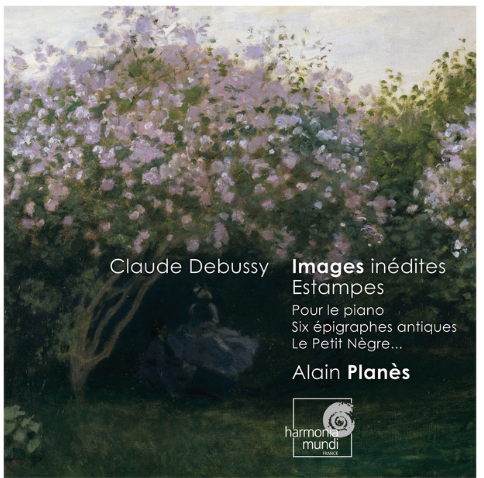 Claude Debussy
Images inédites
Estampes
Pour le piano
Six épigraphes antiques
Le Petit Nègre...
Alain Planès
harmonia
mundi
FRANCE